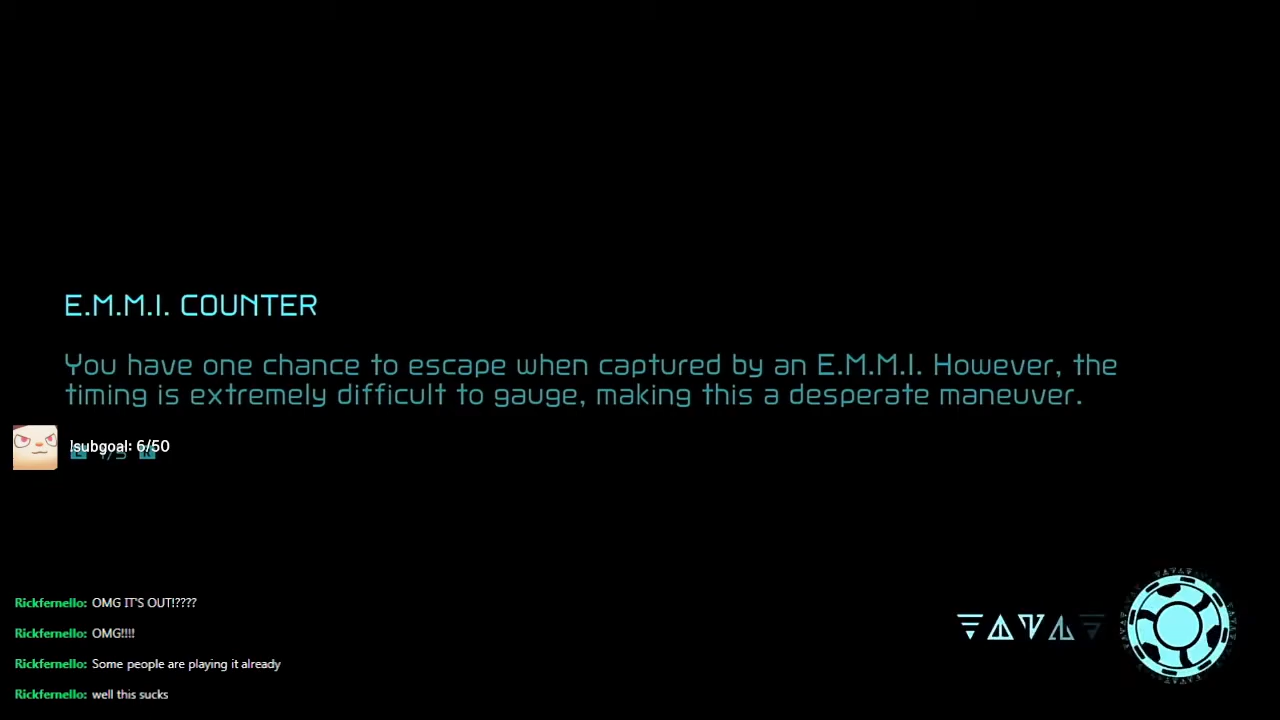 E.M.M.I. COUNTER
You have one chance to escape when captured by an E.M.M.I. However, the
timing is extremely difficult to gauge, making this a desperate maneuver.
!subgoal: 6/50
Rickfernello: OMG IT'S OUT!????
Rickfernello: OMG!!!!
Rickfernello: Some people are playing it already
Rickfernello: well this sucks